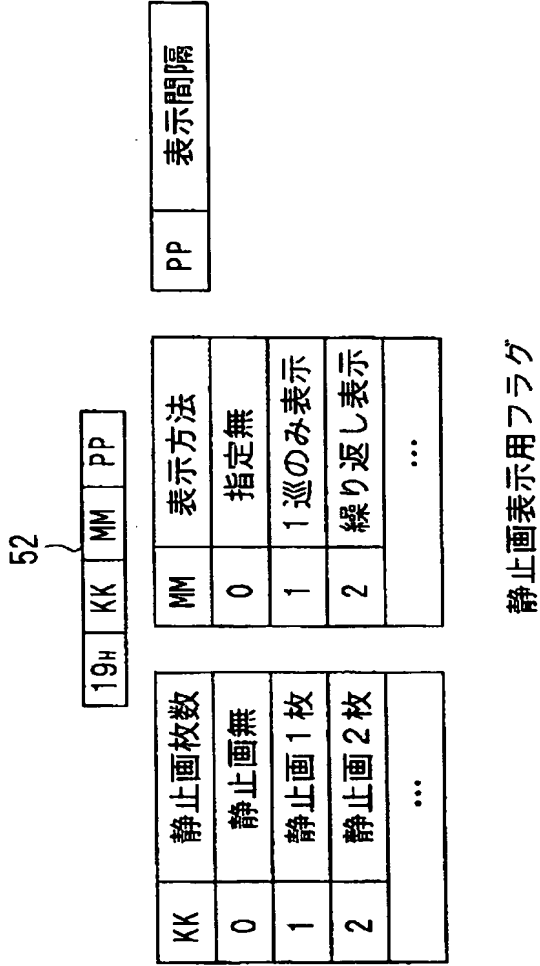 52
19H KK MM PP
KK 静止画枚数
0 静止画無
1 静止画1枚
2 静止画2枚
…
MM 表示方法
0 指定無
1 1巡のみ表示
2 繰り返し表示
…
PP 表示間隔
静止画表示用フラグ